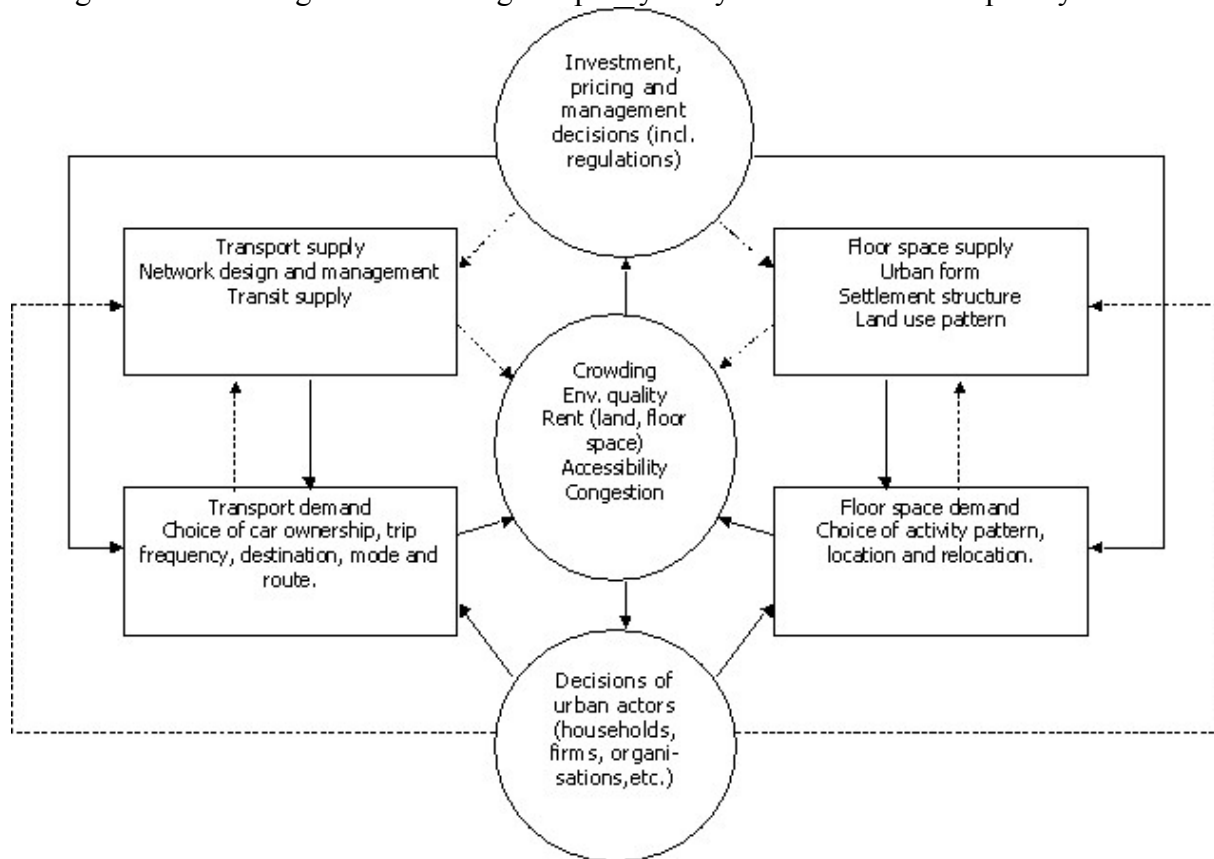 Investment,
pricing and
management
decisions (incl.
regulations)
Transport supply
Network design and management
Transit supply
Floor space supply
Urban form
Settlement structure
Land use pattern
Crowding
Env. quality
Rent (land, floor
space)
Accessibility
Congestion
Transport demand
Choice of car ownership, trip
frequency, destination, mode and
route.
Floor space demand
Choice of activity pattern,
location and relocation.
Decisions of
urban actors
(households,
firms, organi-
sations,etc.)